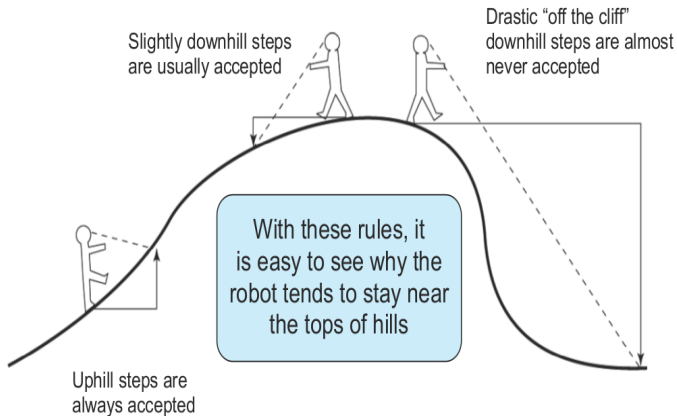 Slightly downhill steps
are usually accepted
Drastic “off the cliff”
downhill steps are almost
never accepted
With these rules, it
is easy to see why the
robot tends to stay near
the tops of hills
Uphill steps are
always accepted